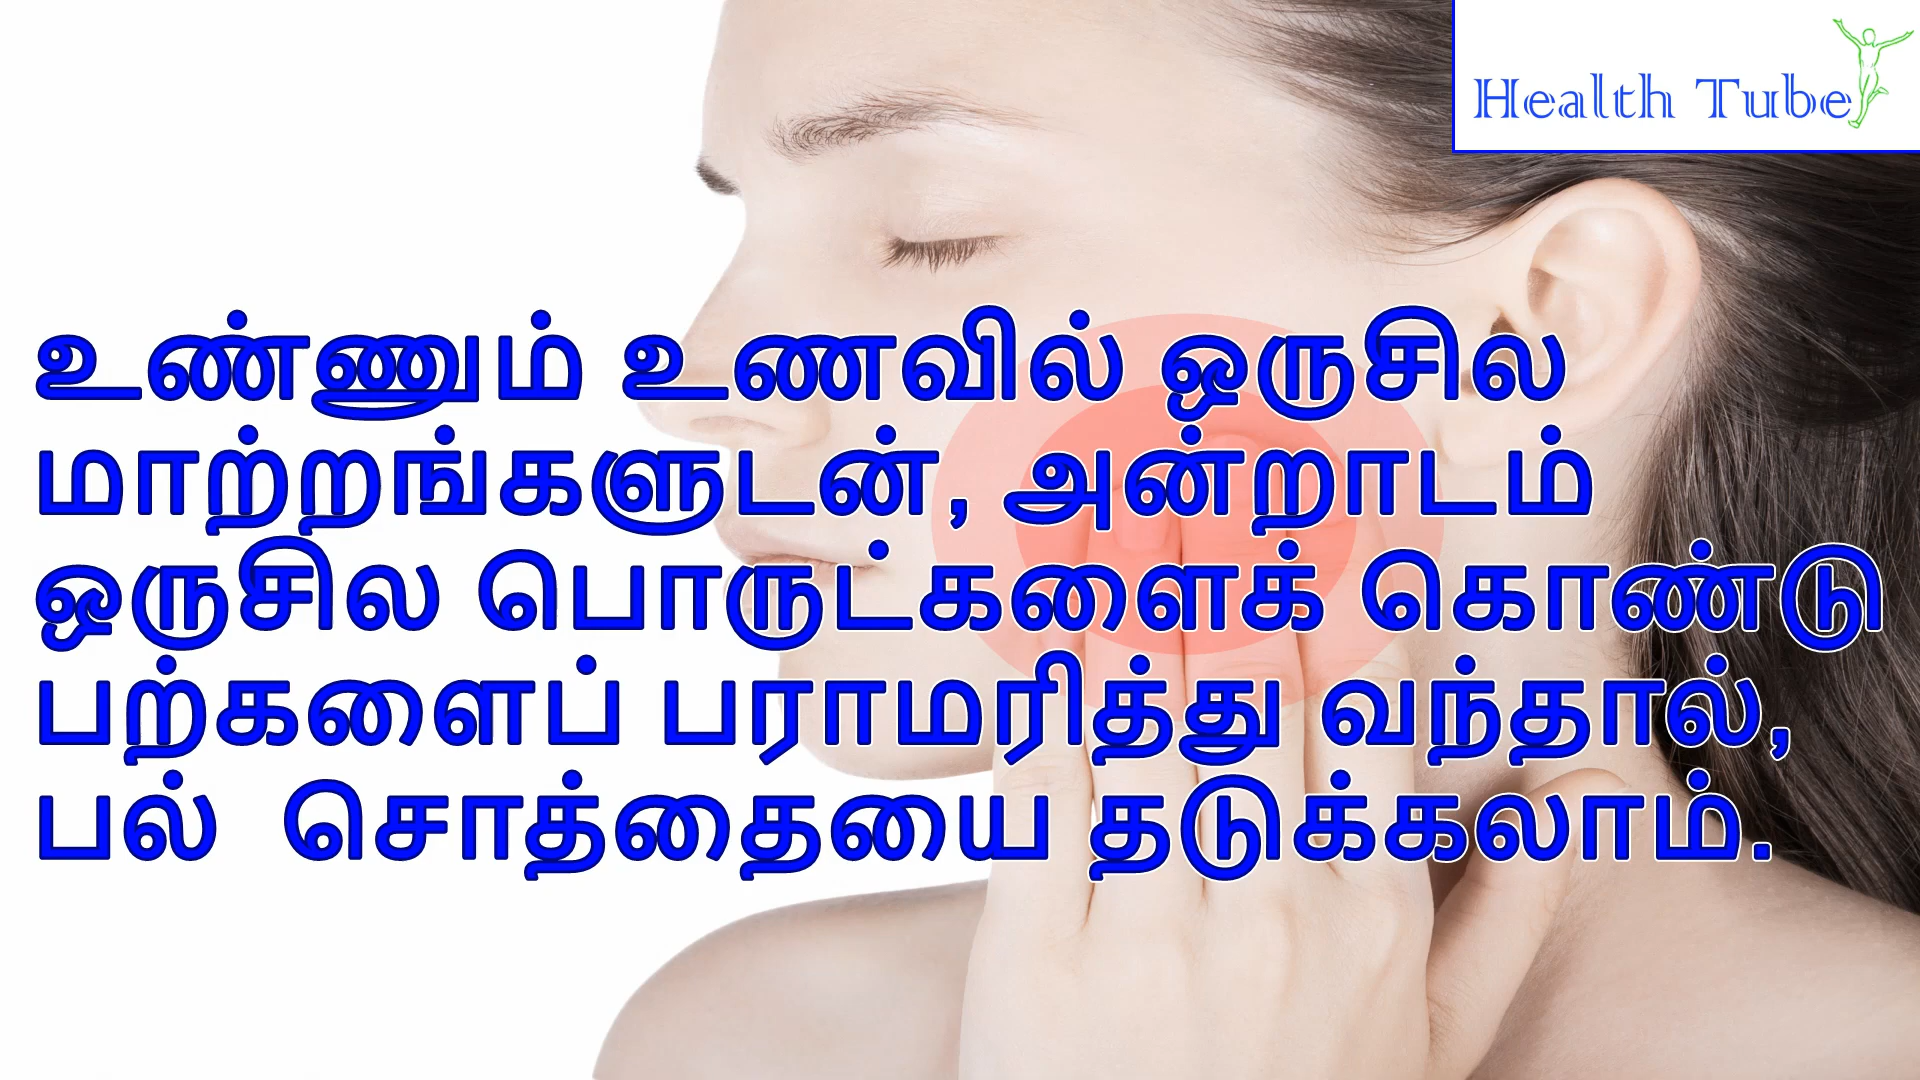 Health Tube
உண்ணும் உணவில் ஒருசில
மாற்றங்களுடன், அன்றாடம்
ஒருசில பொருட்களைக் கொண்டு
பற்களைப் பராமரித்து வந்தால்,
பல்  சொத்தையை தடுக்கலாம்.